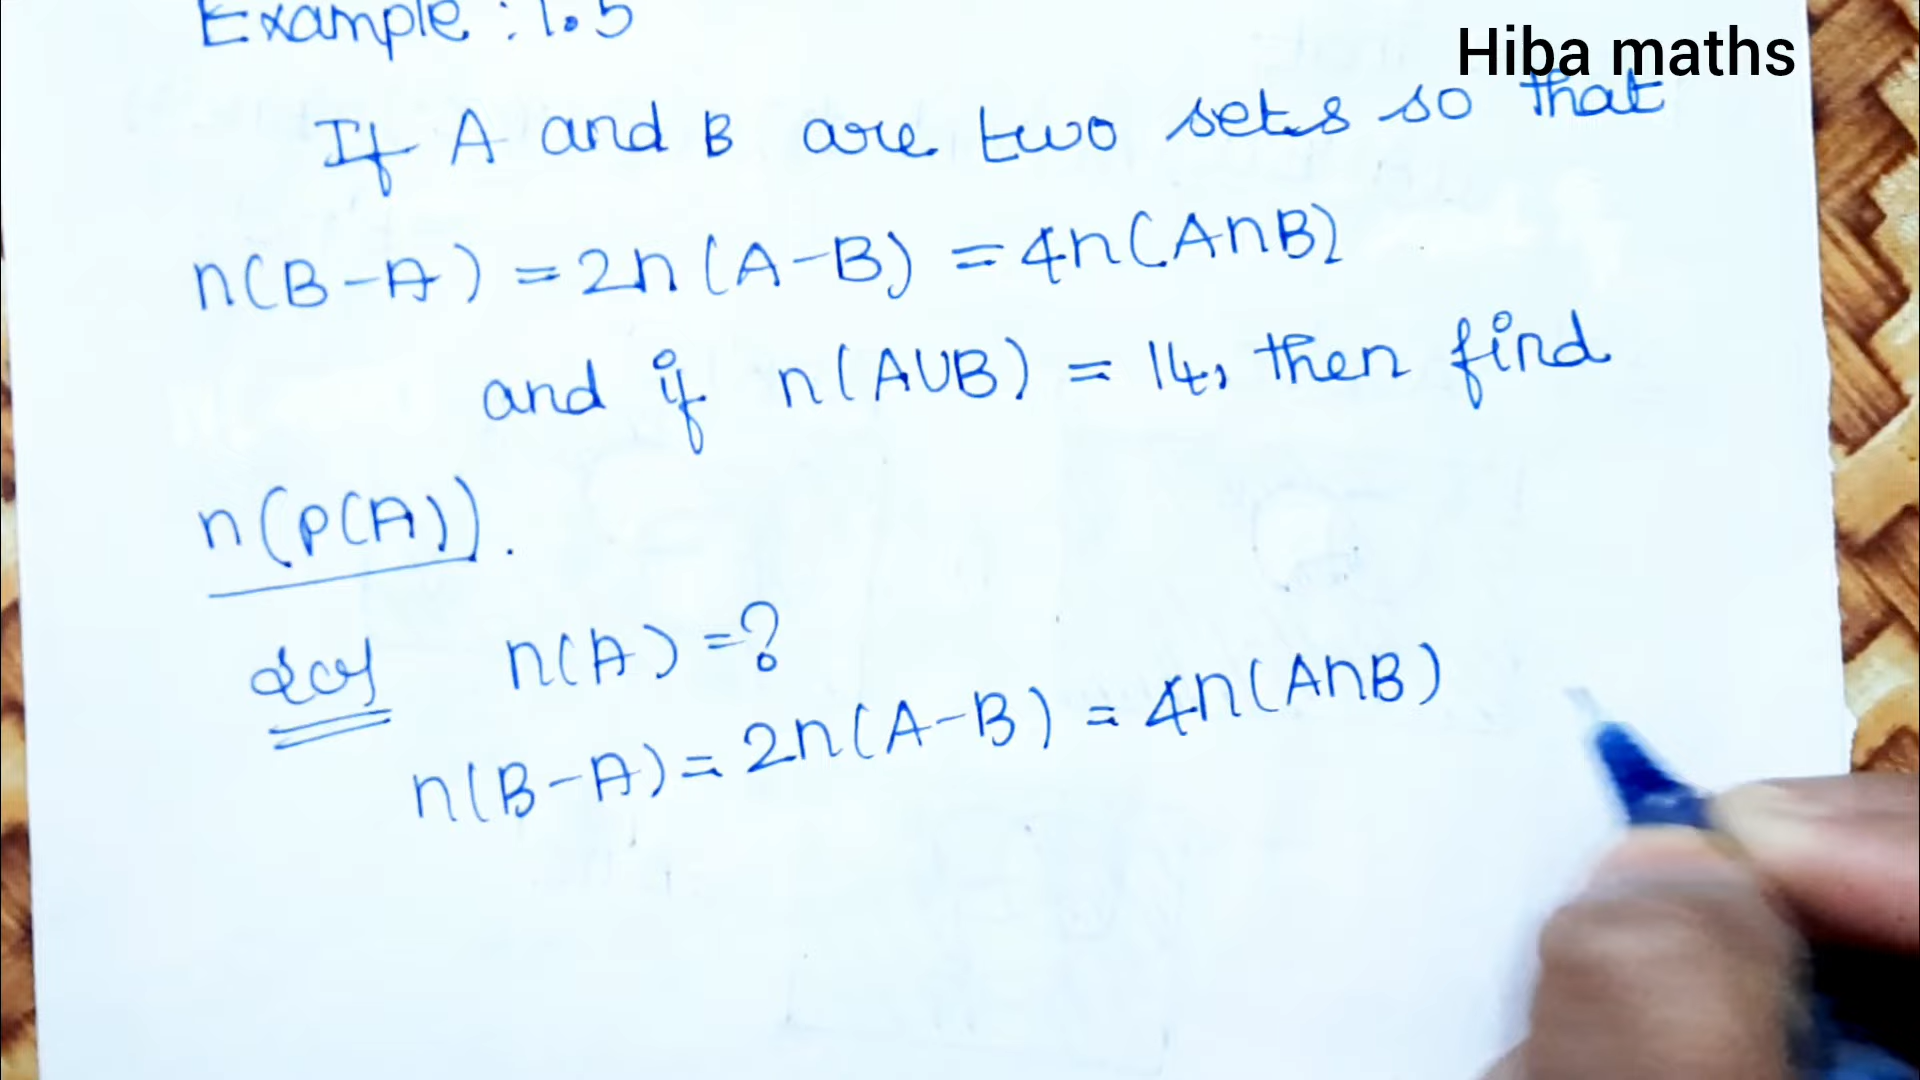 Example : 1.5
Hiba maths
If A and B are two sets so that
n(B-A) = 2n(A-B) = 4n(A∩B)
and if n(A∪B) = 14, then find
n(P(A)).
Sol n(A) = ?
n(B-A) = 2n(A-B) = 4n(A∩B)